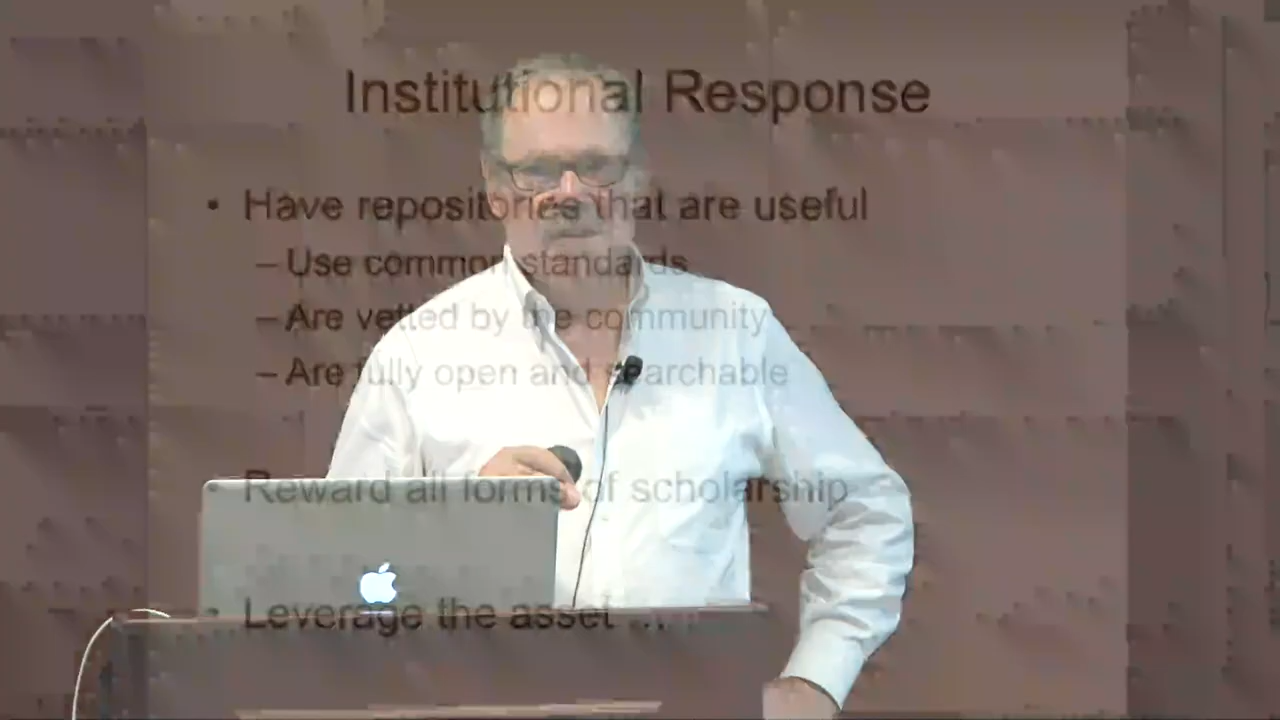 Institutional Response
• Have repositories that are useful
– Use common standards
– Are vetted by the community
– Are fully open and searchable
• Reward all forms of scholarship
• Leverage the asset …